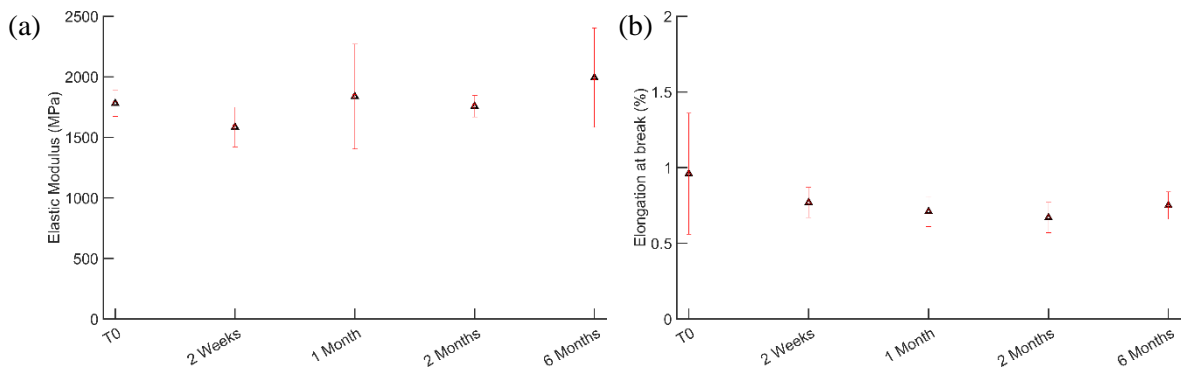 (a)
Elastic Modulus (MPa)
2500
2000
1500
1000
500
0
T0
2 Weeks
1 Month
2 Months
6 Months
(b)
Elongation at break (%)
2
1.5
1
0.5
0
T0
2 Weeks
1 Month
2 Months
6 Months